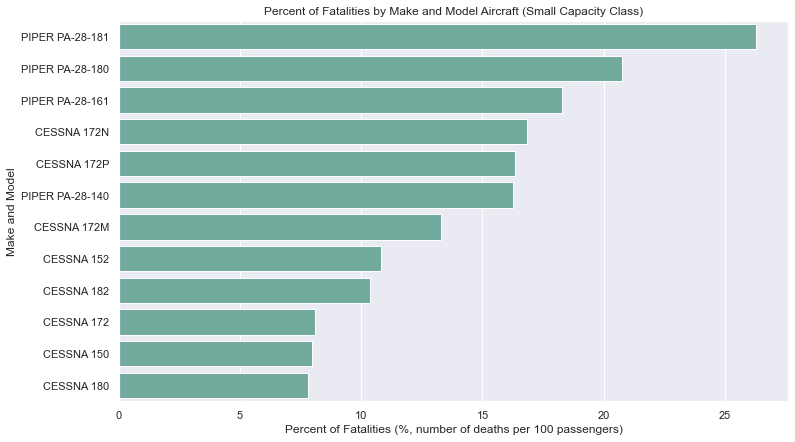 Percent of Fatalities by Make and Model Aircraft (Small Capacity Class)
Make and Model
PIPER PA-28-181
PIPER PA-28-180
PIPER PA-28-161
CESSNA 172N
CESSNA 172P
PIPER PA-28-140
CESSNA 172M
CESSNA 152
CESSNA 182
CESSNA 172
CESSNA 150
CESSNA 180
0 5 10 15 20 25
Percent of Fatalities (%, number of deaths per 100 passengers)